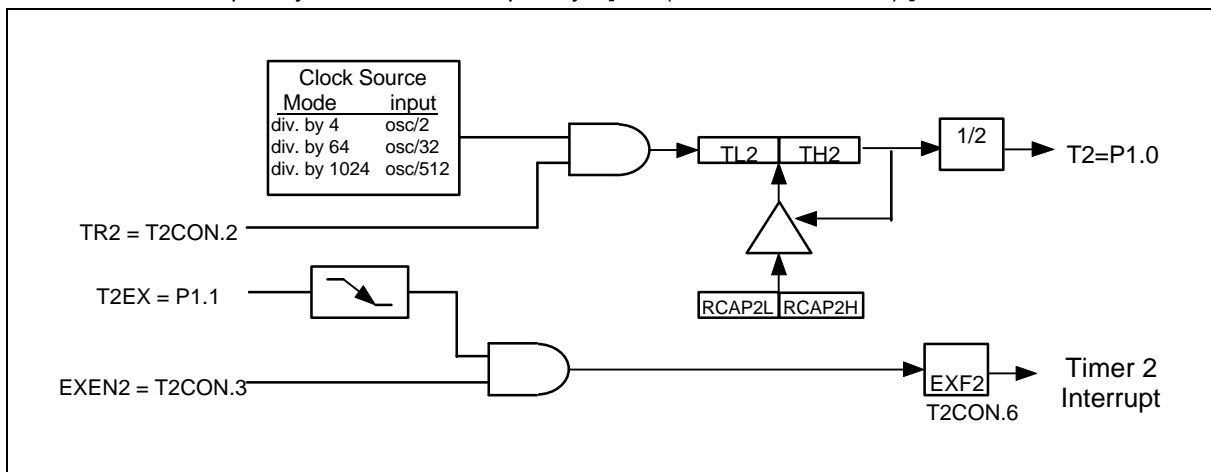 Clock Source
Mode input
div. by 4 osc/2
div. by 64 osc/32
div. by 1024 osc/512
TL2 TH2
1/2
T2=P1.0
TR2 = T2CON.2
T2EX = P1.1
RCAP2L RCAP2H
EXEN2 = T2CON.3
EXF2
T2CON.6
Timer 2
Interrupt